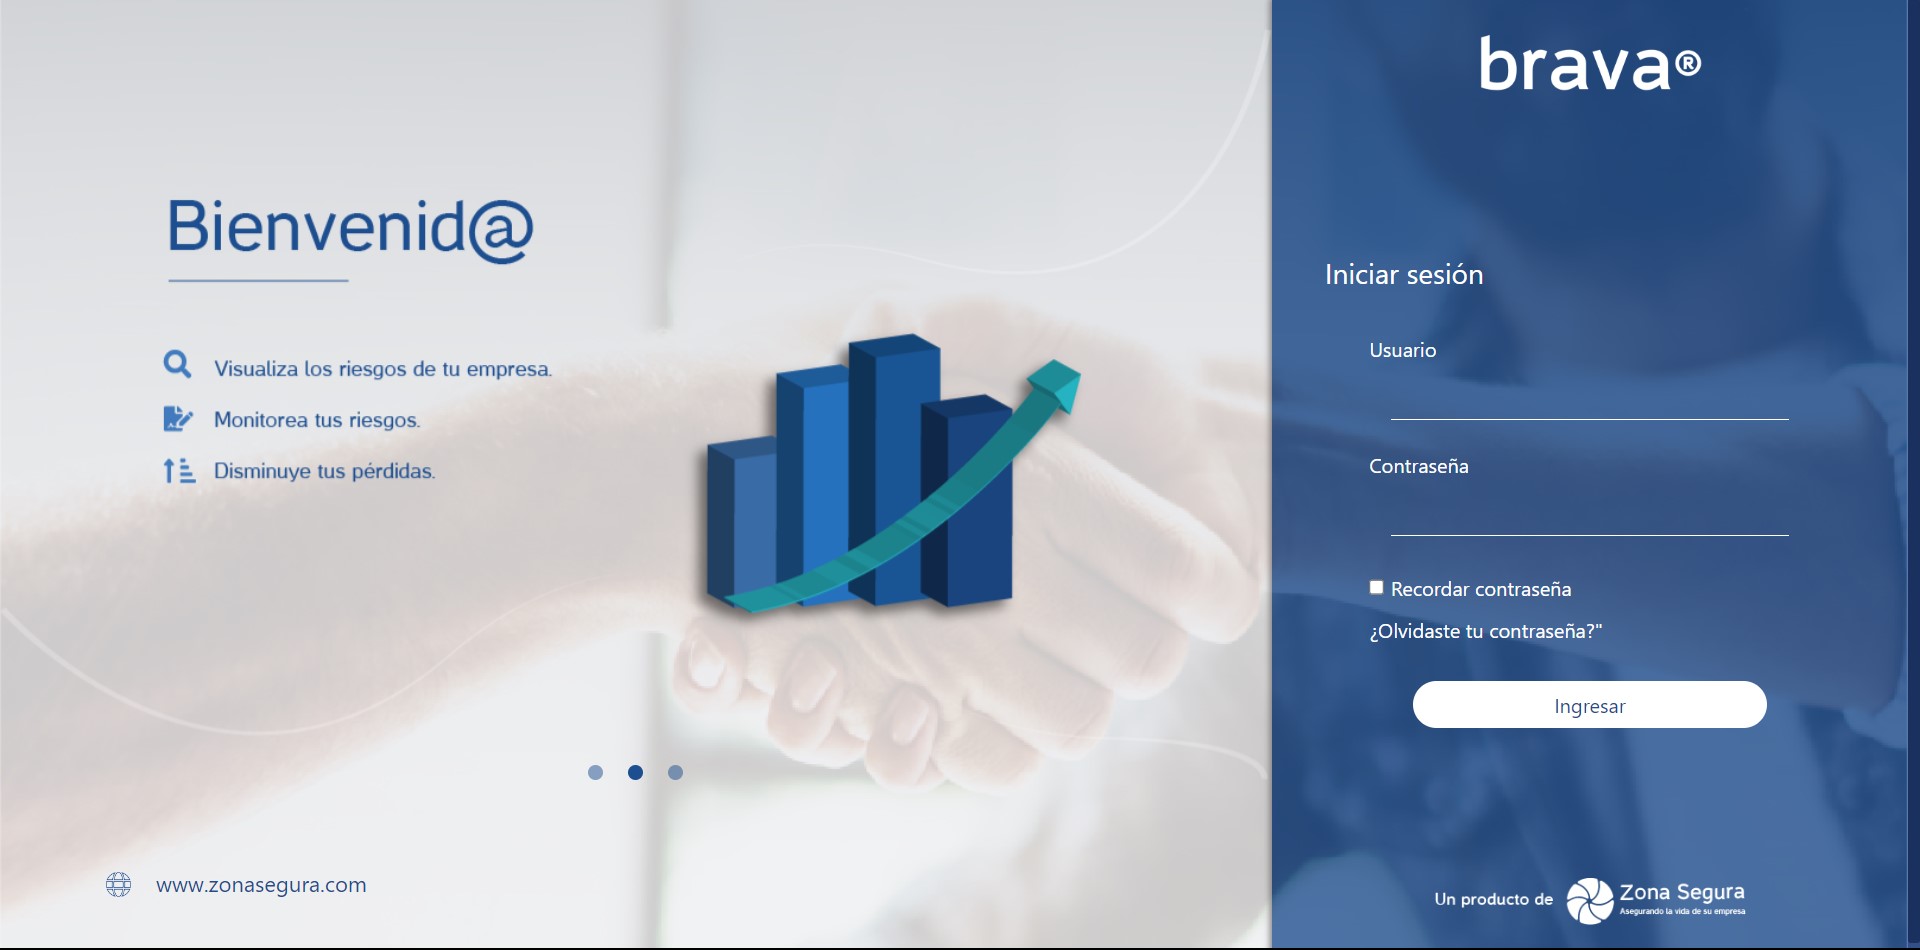 Bienvenid@
Visualiza los riesgos de tu empresa.
Monitorea tus riesgos.
Disminuye tus pérdidas.
www.zonasegura.com
brava®
Iniciar sesión
Usuario
Contraseña
Recordar contraseña
¿Olvidaste tu contraseña?"
Ingresar
Un producto de
Zona Segura
Asegurando la vida de su empresa